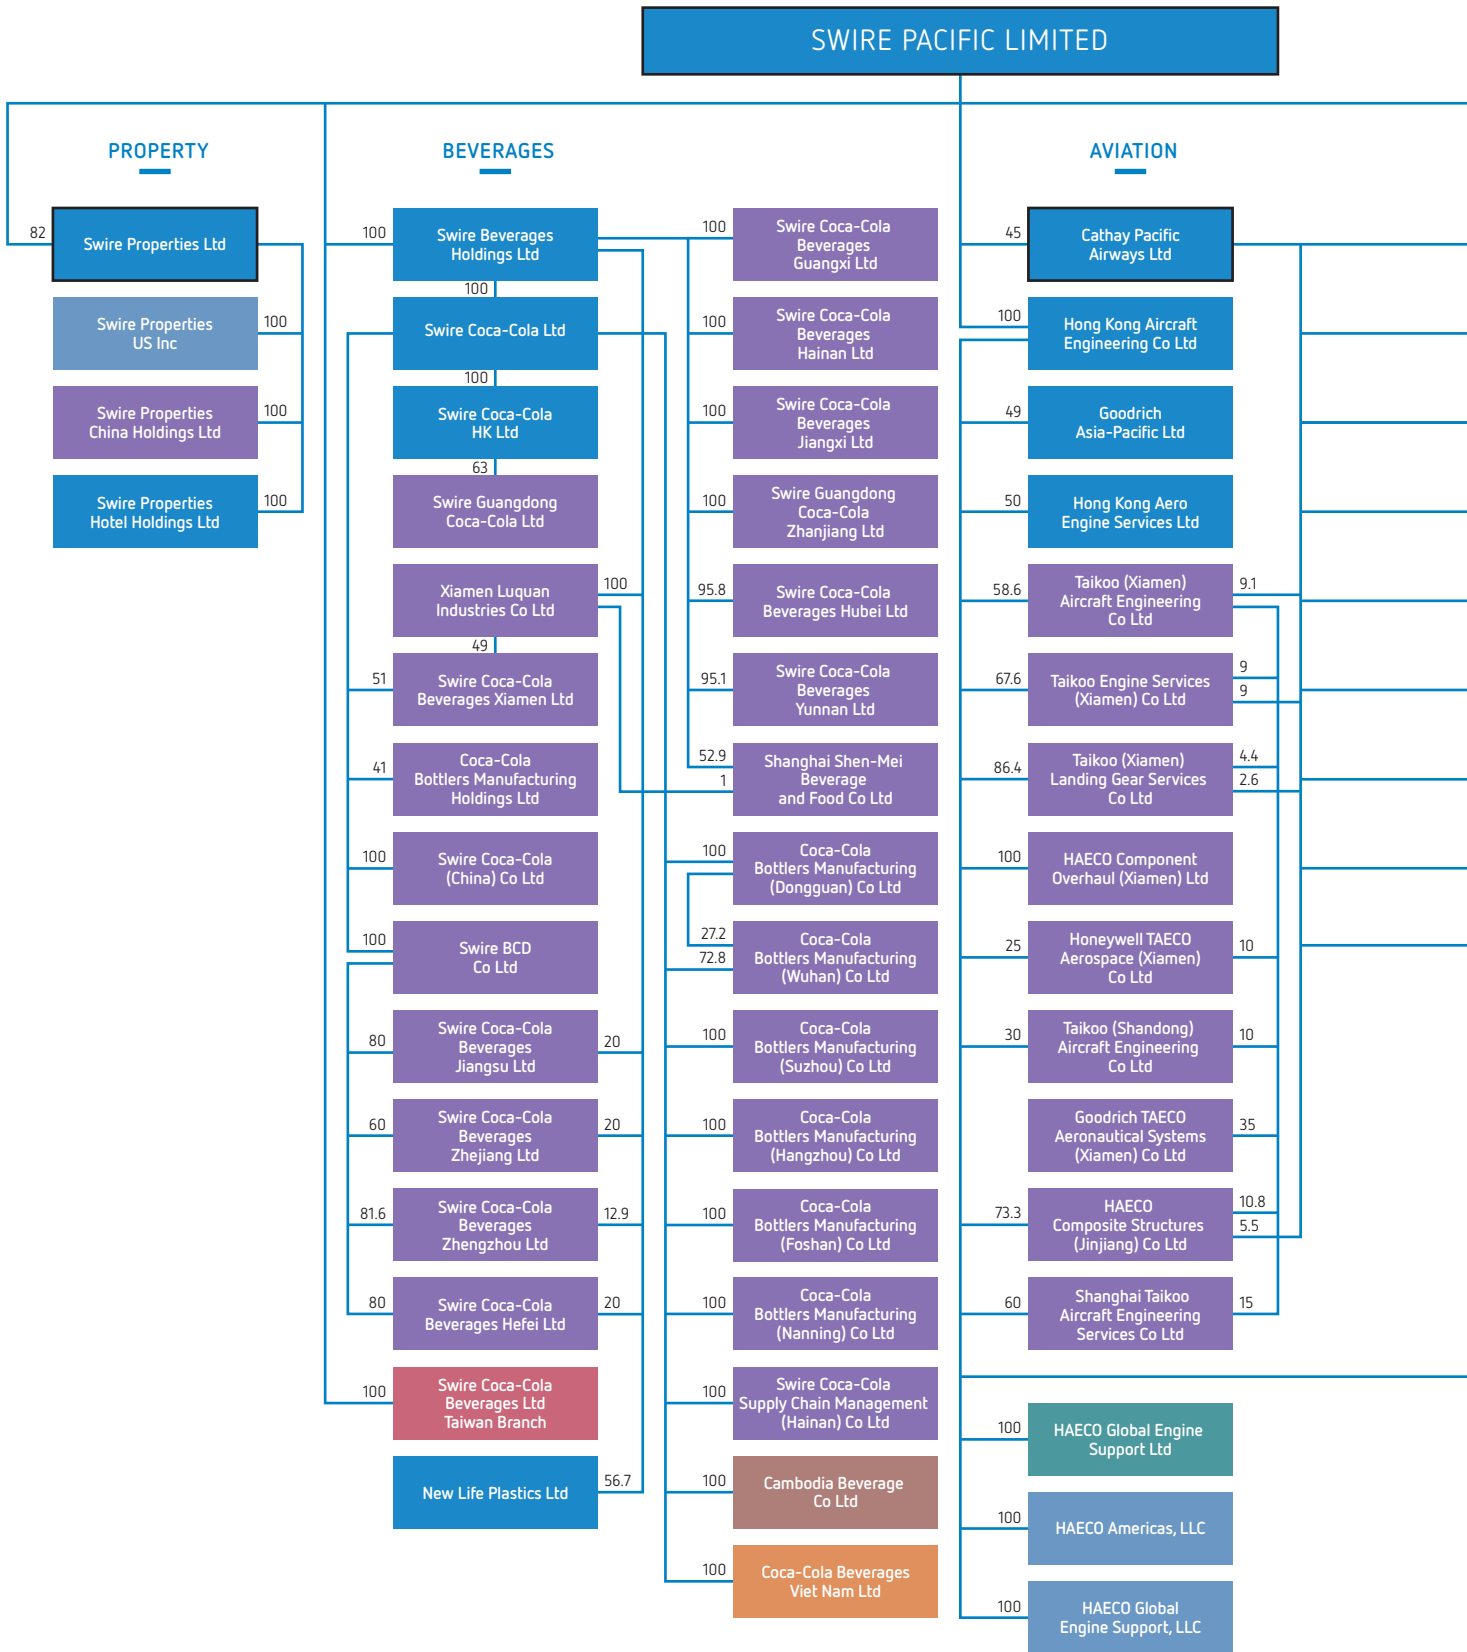 SWIRE PACIFIC LIMITED
PROPERTY
82
Swire Properties Ltd
Swire Properties
US Inc
100
Swire Properties
China Holdings Ltd
100
Swire Properties
Hotel Holdings Ltd
100
BEVERAGES
100
Swire Beverages
Holdings Ltd
100
Swire Coca-Cola Ltd
100
Swire Coca-Cola
HK Ltd
63
Swire Guangdong
Coca-Cola Ltd
Xiamen Luquan
Industries Co Ltd
100
49
51
Swire Coca-Cola
Beverages Xiamen Ltd
41
Coca-Cola
Bottlers Manufacturing
Holdings Ltd
100
Swire Coca-Cola
(China) Co Ltd
100
Swire BCD
Co Ltd
80
Swire Coca-Cola
Beverages
Jiangsu Ltd
20
60
Swire Coca-Cola
Beverages
Zhejiang Ltd
20
81.6
Swire Coca-Cola
Beverages
Zhengzhou Ltd
12.9
80
Swire Coca-Cola
Beverages Hefei Ltd
20
100
Swire Coca-Cola
Beverages Ltd
Taiwan Branch
New Life Plastics Ltd
56.7
100
Swire Coca-Cola
Beverages
Guangxi Ltd
100
Swire Coca-Cola
Beverages
Hainan Ltd
100
Swire Coca-Cola
Beverages
Jiangxi Ltd
100
Swire Guangdong
Coca-Cola
Zhanjiang Ltd
95.8
Swire Coca-Cola
Beverages Hubei Ltd
95.1
Swire Coca-Cola
Beverages
Yunnan Ltd
52.9
1
Shanghai Shen-Mei
Beverage
and Food Co Ltd
100
Coca-Cola
Bottlers Manufacturing
(Dongguan) Co Ltd
27.2
72.8
Coca-Cola
Bottlers Manufacturing
(Wuhan) Co Ltd
100
Coca-Cola
Bottlers Manufacturing
(Suzhou) Co Ltd
100
Coca-Cola
Bottlers Manufacturing
(Hangzhou) Co Ltd
100
Coca-Cola
Bottlers Manufacturing
(Foshan) Co Ltd
100
Coca-Cola
Bottlers Manufacturing
(Nanning) Co Ltd
100
Swire Coca-Cola
Supply Chain Management
(Hainan) Co Ltd
100
Cambodia Beverage
Co Ltd
100
Coca-Cola Beverages
Viet Nam Ltd
AVIATION
45
Cathay Pacific
Airways Ltd
100
Hong Kong Aircraft
Engineering Co Ltd
49
Goodrich
Asia-Pacific Ltd
50
Hong Kong Aero
Engine Services Ltd
58.6
Taikoo (Xiamen)
Aircraft Engineering
Co Ltd
9.1
67.6
Taikoo Engine Services
(Xiamen) Co Ltd
9
9
86.4
Taikoo (Xiamen)
Landing Gear Services
Co Ltd
4.4
2.6
100
HAECO Component
Overhaul (Xiamen) Ltd
25
Honeywell TAECO
Aerospace (Xiamen)
Co Ltd
10
30
Taikoo (Shandong)
Aircraft Engineering
Co Ltd
10
Goodrich TAECO
Aeronautical Systems
(Xiamen) Co Ltd
35
73.3
HAECO
Composite Structures
(Jinjiang) Co Ltd
10.8
5.5
60
Shanghai Taikoo
Aircraft Engineering
Services Co Ltd
15
100
HAECO Global Engine
Support Ltd
100
HAECO Americas, LLC
100
HAECO Global
Engine Support, LLC